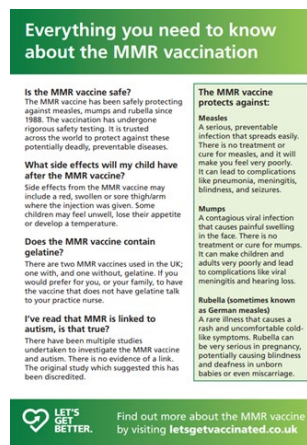 Everything you need to know
about the MMR vaccination
Is the MMR vaccine safe?
The MMR vaccine has been safely protecting
against measles, mumps and rubella since
1988. The vaccination has undergone
rigorous safety testing. It is trusted
across the world to protect against these
potentially deadly, preventable diseases.
What side effects will my child have
after the MMR vaccine?
Side effects from the MMR vaccine may
include a red, swollen or sore thigh/arm
where the injection was given. Some
children may feel unwell, lose their appetite
or develop a temperature.
Does the MMR vaccine contain
gelatine?
There are two MMR vaccines used in the UK;
one with, and one without, gelatine. If you
would prefer for you, or your family, to have
the vaccine that does not have gelatin talk
to your practice nurse.
I've read that MMR is linked to
autism, is that true?
There have been multiple studies
undertaken to investigate the MMR vaccine
and autism. There is no evidence of a link.
The original study which suggested this has
been discredited.
The MMR vaccine
protects against:
Measles
A serious, preventable
infection that spreads easily.
There is no treatment or
cure for measles, and it will
make you feel very poorly.
It can lead to complications
like pneumonia, meningitis,
blindness, and seizures.
Mumps
A contagious viral infection
that causes painful swelling
in the face. There is no
treatment or cure for mumps.
It can make children and
adults very poorly and lead
to complications like viral
meningitis and hearing loss.
Rubella (sometimes known
as German measles)
A rare illness that causes a
rash and uncomfortable cold-
like symptoms. Rubella can
be very serious in pregnancy,
potentially causing blindness
and deafness in unborn
babies or even miscarriage.
LET'S
GET
BETTER.
Find out more about the MMR vaccine
by visiting letsgetvaccinated.co.uk